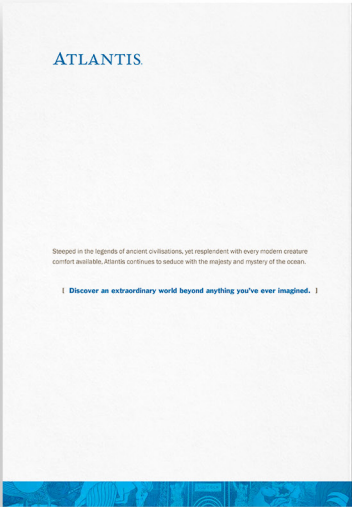 ATLANTIS
Steeped in the legends of ancient civilisations, yet resplendent with every modern creature
comfort available, Atlantis continues to seduce with the majesty and mystery of the ocean.
[ Discover an extraordinary world beyond anything you've ever imagined. ]